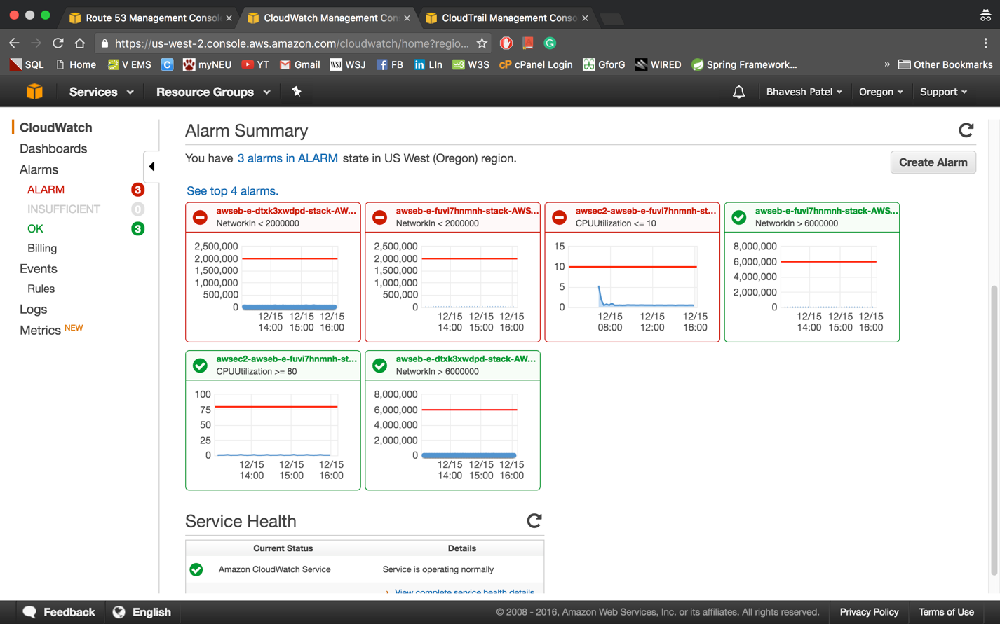 Route 53 Management Consol
CloudWatch Management Con
CloudTrail Management Conso
https://us-west-2.console.aws.amazon.com/cloudwatch/home?regio...
SQL Home V EMS C myNEU YT Gmail WSJ WSJ FB in LIn W3S cP cPanel Login GforG WIRED Spring Framework... » Other Bookmarks
Services Resource Groups Bhavesh Patel Oregon Support
CloudWatch
Dashboards
Alarms
ALARM 3
INSUFFICIENT 0
OK 3
Billing
Events
Rules
Logs
Metrics NEW
Alarm Summary
You have 3 alarms in ALARM state in US West (Oregon) region.
Create Alarm
See top 4 alarms.
awseb-e-dtxk3xwdpd-stack-AW...
NetworkIn < 2000000
2,500,000
2,000,000
1,500,000
1,000,000
500,000
0
12/15 12/15 12/15
14:00 15:00 16:00
awseb-e-fuvi7hnmnh-stack-AWS...
NetworkIn < 2000000
2,500,000
2,000,000
1,500,000
1,000,000
500,000
0
12/15 12/15 12/15
14:00 15:00 16:00
awsec2-awseb-e-fuvi7hnmnh-st...
CPUUtilization <= 10
15
10
5
0
12/15 12/15 12/15
08:00 12:00 16:00
awseb-e-fuvi7hnmnh-stack-AWS...
NetworkIn > 6000000
8,000,000
6,000,000
4,000,000
2,000,000
0
12/15 12/15 12/15
14:00 15:00 16:00
awsec2-awseb-e-fuvi7hnmnh-st...
CPUUtilization >= 80
100
75
50
25
0
12/15 12/15 12/15
14:00 15:00 16:00
awseb-e-dtxk3xwdpd-stack-AW...
NetworkIn > 6000000
8,000,000
6,000,000
4,000,000
2,000,000
0
12/15 12/15 12/15
14:00 15:00 16:00
Service Health
Current Status Details
Amazon CloudWatch Service Service is operating normally
View complete service health details
Feedback English © 2008 - 2016, Amazon Web Services, Inc. or its affiliates. All rights reserved. Privacy Policy Terms of Use